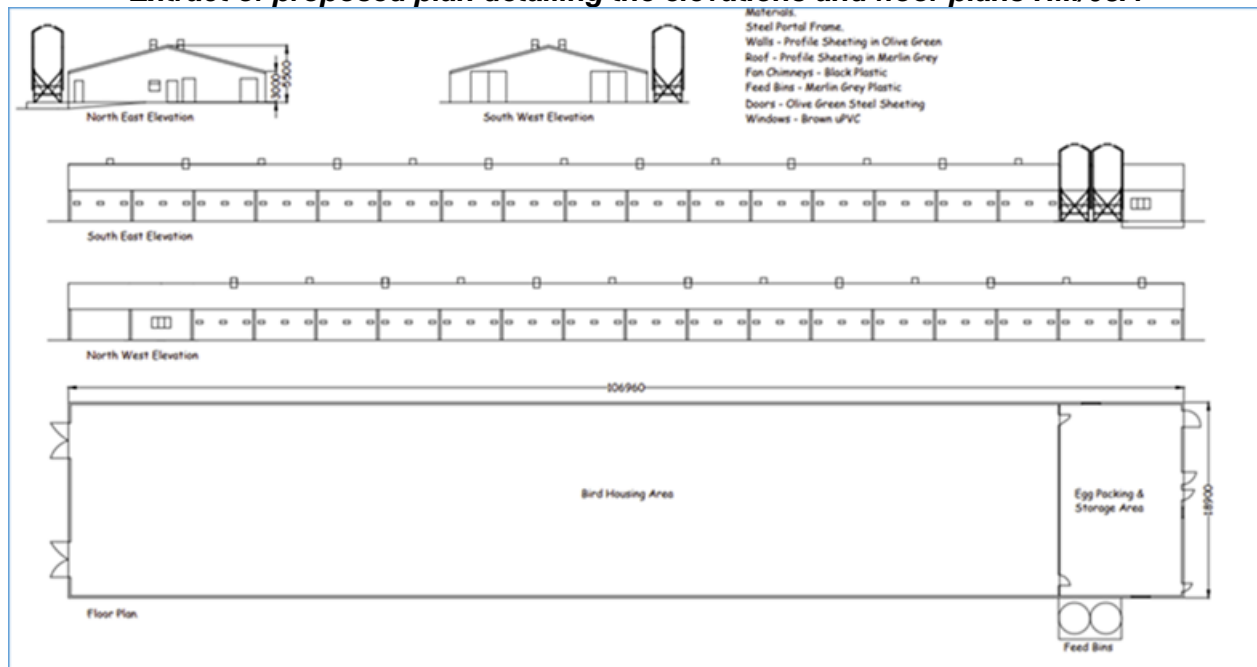 Extract of proposed plan detailing the elevations and floor plans
Materials.
Steel Portal Frame.
Walls - Profile Sheeting in Olive Green
Roof - Profile Sheeting in Merlin Grey
Fan Chimneys - Black Plastic
Feed Bins - Merlin Grey Plastic
Doors - Olive Green Steel Sheeting
Windows - Brown uPVC
3000
5500
North East Elevation
South West Elevation
South East Elevation
North West Elevation
106960
Bird Housing Area
Egg Packing &
Storage Area
18900
Floor Plan
Feed Bins